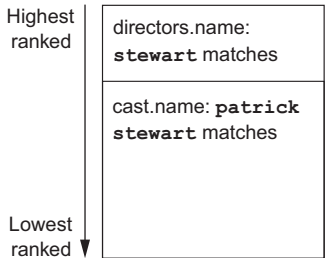 Highest
ranked
directors.name:
stewart matches
cast.name: patrick
stewart matches
Lowest
ranked